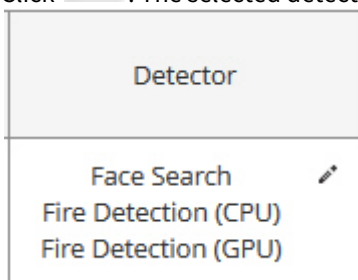 Click . The selected detect
Detector
Face Search
Fire Detection (CPU)
Fire Detection (GPU)